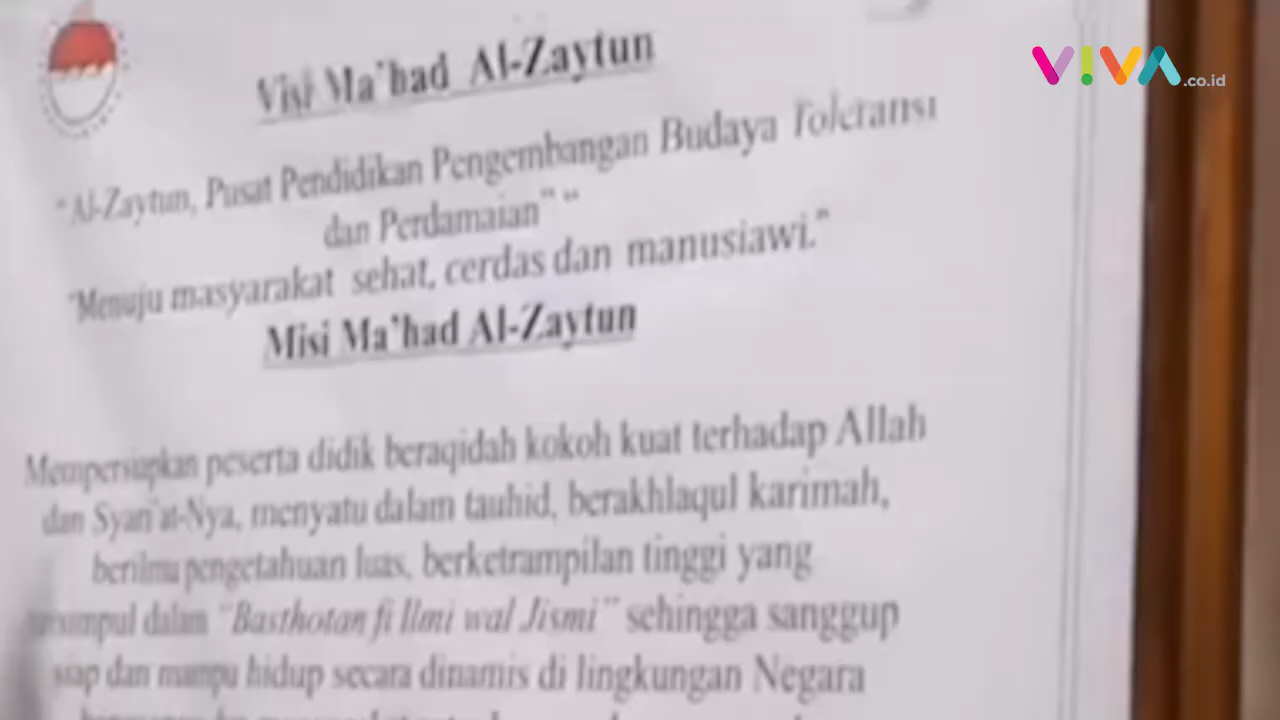 VIVA.co.id
Visi Ma'had Al-Zaytun
"Al-Zaytun, Pusat Pendidikan Pengembangan Budaya Toleransi
dan Perdamaian" "
"Menuju masyarakat sehat, cerdas dan manusiawi."
Misi Ma'had Al-Zaytun
Mempersiapkan peserta didik beraqidah kokoh kuat terhadap Allah
dan Syari'at-Nya, menyatu dalam tauhid, berakhlaqul karimah,
berilmu pengetahuan luas, berketrampilan tinggi yang
dalam "Basthotan fi Ilmi wal Jismi" sehingga sanggup
siap dan mampu hidup secara dinamis di lingkungan Negara